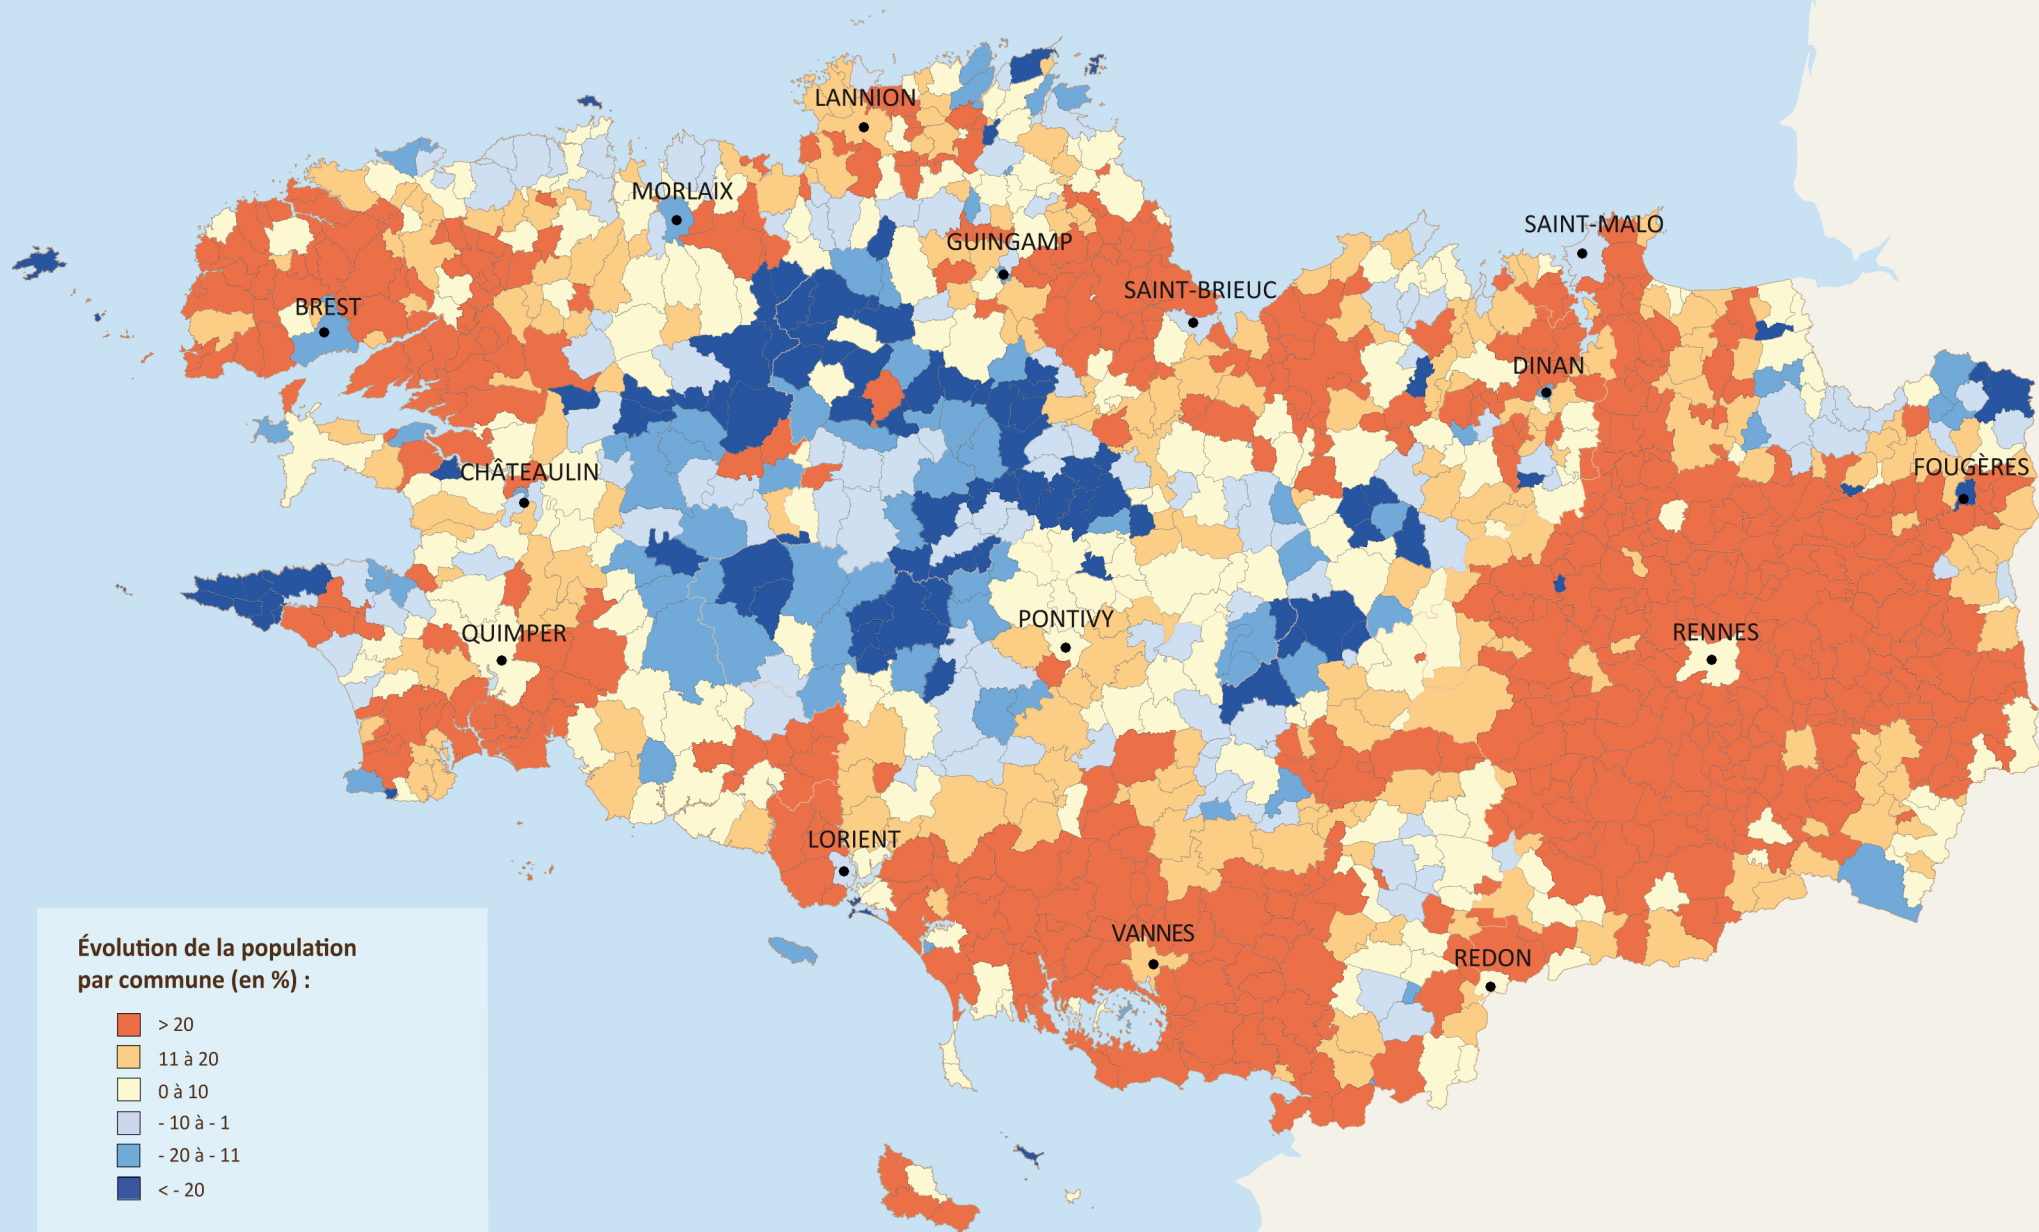 LANNION
MORLAIX
SAINT-MALO
GUINGAMP
SAINT-BRIEUC
BREST
DINAN
CHÂTEAULIN
FOUGÈRES
PONTIVY
QUIMPER
RENNES
LORIENT
VANNES
REDON
Évolution de la population
par commune (en %) :
> 20
11 à 20
0 à 10
- 10 à - 1
- 20 à - 11
< - 20